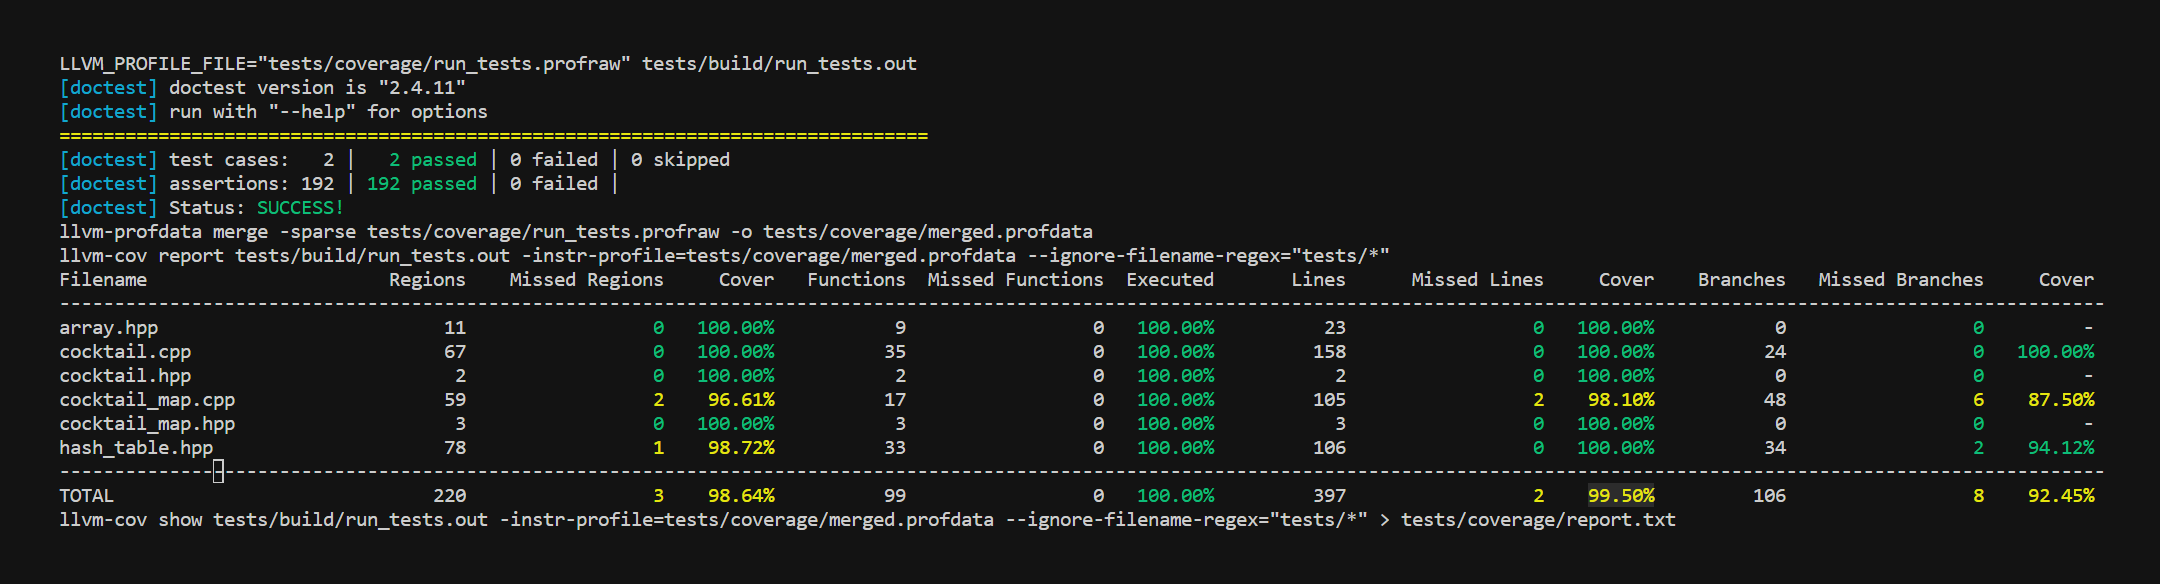 LLVM_PROFILE_FILE="tests/coverage/run_tests.profraw" tests/build/run_tests.out
[doctest] doctest version is "2.4.11"
[doctest] run with "--help" for options
===============================================================================
[doctest] test cases:   2 |   2 passed | 0 failed | 0 skipped
[doctest] assertions: 192 | 192 passed | 0 failed |
[doctest] Status: SUCCESS!
llvm-profdata merge -sparse tests/coverage/run_tests.profraw -o tests/coverage/merged.profdata
llvm-cov report tests/build/run_tests.out -instr-profile=tests/coverage/merged.profdata --ignore-filename-regex="tests/*"
Filename Regions Missed Regions Cover Functions Missed Functions Executed Lines Missed Lines Cover Branches Missed Branches Cover
-----------------------------------------------------------------------------------------------------------------------------------------------------------------------------------------
array.hpp 11 0 100.00% 9 0 100.00% 23 0 100.00% 0 0 -
cocktail.cpp 67 0 100.00% 35 0 100.00% 158 0 100.00% 24 0 100.00%
cocktail.hpp 2 0 100.00% 2 0 100.00% 2 0 100.00% 0 0 -
cocktail_map.cpp 59 2 96.61% 17 0 100.00% 105 2 98.10% 48 6 87.50%
cocktail_map.hpp 3 0 100.00% 3 0 100.00% 3 0 100.00% 0 0 -
hash_table.hpp 78 1 98.72% 33 0 100.00% 106 0 100.00% 34 2 94.12%
-----------------------------------------------------------------------------------------------------------------------------------------------------------------------------------------
TOTAL 220 3 98.64% 99 0 100.00% 397 2 99.50% 106 8 92.45%
llvm-cov show tests/build/run_tests.out -instr-profile=tests/coverage/merged.profdata --ignore-filename-regex="tests/*" > tests/coverage/report.txt